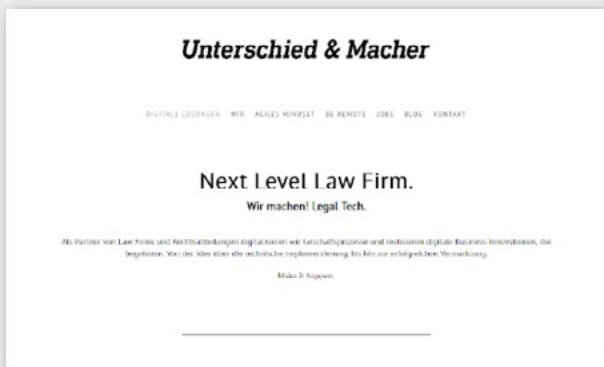 Unterschied & Macher
DIGITALE LÖSUNGEN WIR AGILES MINDSET BE REMOTE JOBS BLOG KONTAKT
Next Level Law Firm.
Wir machen! Legal Tech.
Als Partner von Law Firms und Rechtsabteilungen digitalisieren wir Geschäftsprozesse und realisieren digitale Business-Innovationen, die
begeistern. Von der Idee über die technische Implementierung, bis hin zur erfolgreichen Vermarktung.
Make it happen.